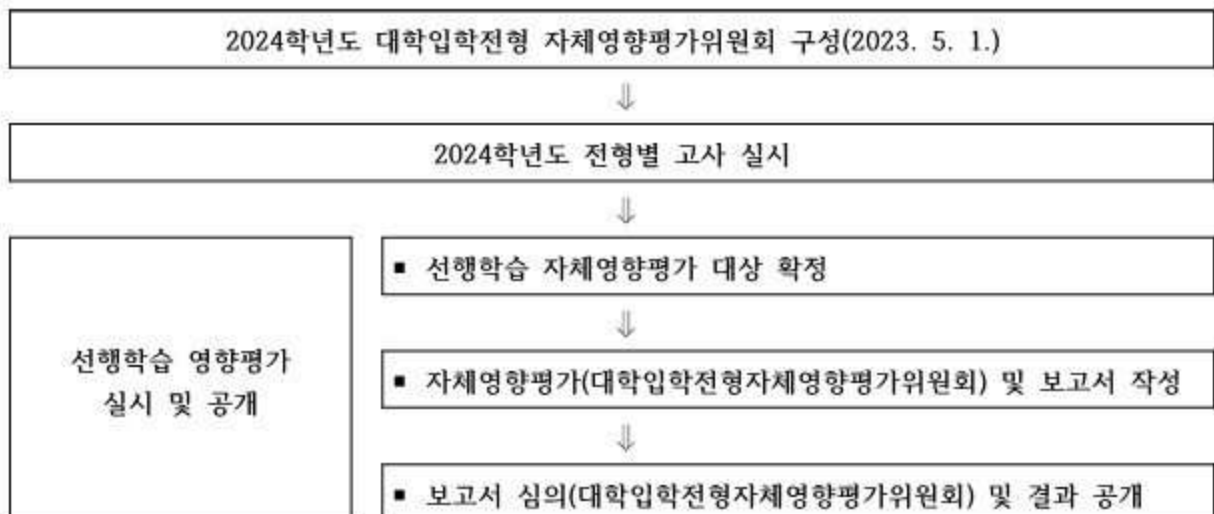 2024학년도 대학입학전형 자체영향평가위원회 구성(2023. 5. 1.)
⇓
2024학년도 전형별 고사 실시
⇓
선행학습 영향평가
실시 및 공개
▪ 선행학습 자체영향평가 대상 확정
⇓
▪ 자체영향평가(대학입학전형자체영향평가위원회) 및 보고서 작성
⇓
▪ 보고서 심의(대학입학전형자체영향평가위원회) 및 결과 공개